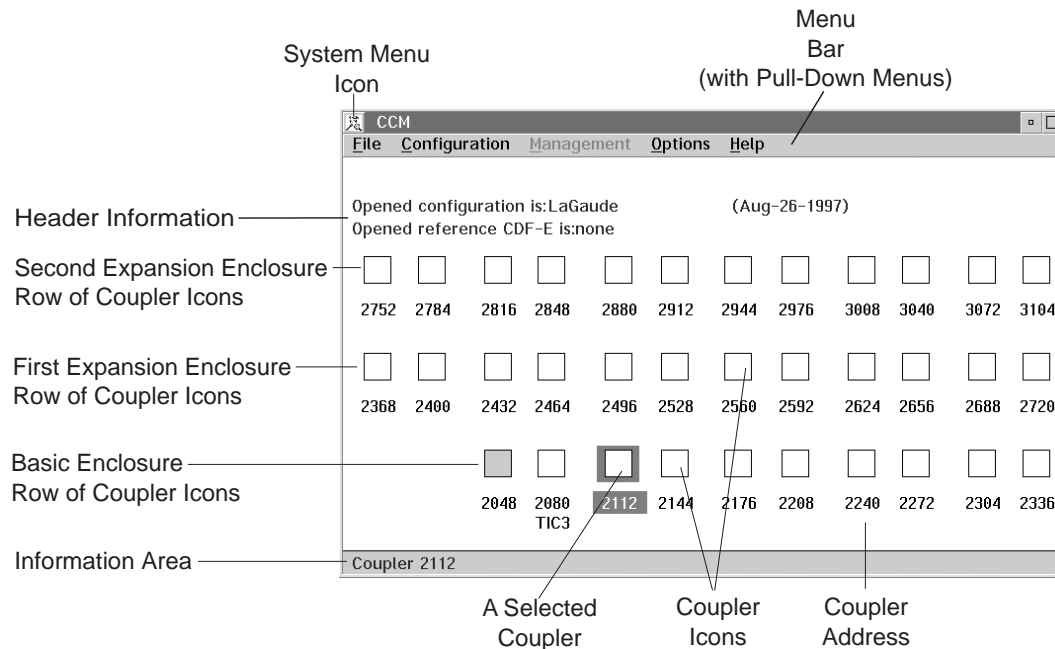 Menu
Bar
(with Pull-Down Menus)
System Menu
Icon
CCM
File Configuration Management Options Help
Header Information
Opened configuration is:LaGaude (Aug-26-1997)
Opened reference CDF-E is:none
Second Expansion Enclosure
Row of Coupler Icons
2752 2784 2816 2848 2880 2912 2944 2976 3008 3040 3072 3104
First Expansion Enclosure
Row of Coupler Icons
2368 2400 2432 2464 2496 2528 2560 2592 2624 2656 2688 2720
Basic Enclosure
Row of Coupler Icons
2048 2080 2112 2144 2176 2208 2240 2272 2304 2336
TIC3
Information Area
Coupler 2112
A Selected
Coupler
Coupler
Icons
Coupler
Address